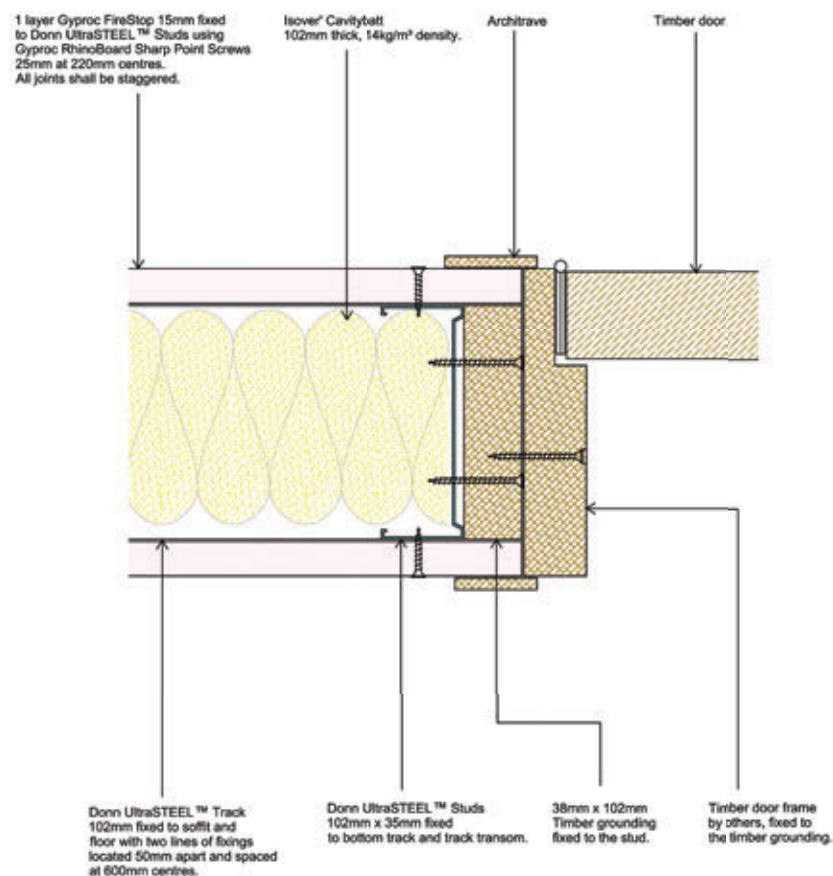 1 layer Gyproc FireStop 15mm fixed
to Donn UltraSTEEL™ Studs using
Gyproc RhinoBoard Sharp Point Screws
25mm at 220mm centres.
All joints shall be staggered.
Isover' Cavitybatt
102mm thick, 14kg/m³ density.
Architrave
Timber door
Donn UltraSTEEL™ Track
102mm fixed to soffit and
floor with two lines of fixings
located 50mm apart and spaced
at 600mm centres.
Donn UltraSTEEL™ Studs
102mm x 35mm fixed
to bottom track and track transom.
38mm x 102mm
Timber grounding
fixed to the stud.
Timber door frame
by others, fixed to
the timber grounding.